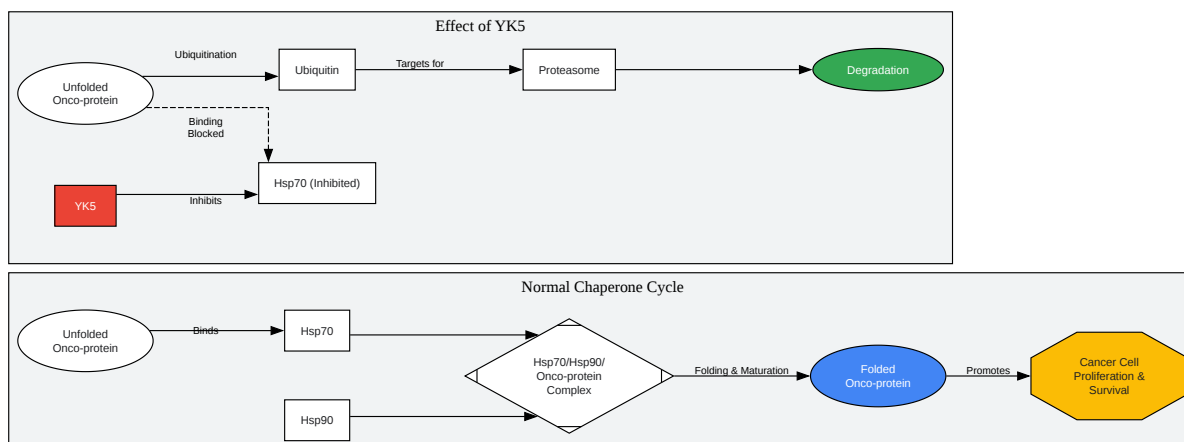 Effect of YK5
Ubiquitination
Unfolded
Onco-protein
Ubiquitin
Targets for
Proteasome
Degradation
Binding
Blocked
Hsp70 (Inhibited)
YK5
Inhibits
Normal Chaperone Cycle
Unfolded
Onco-protein
Binds
Hsp70
Hsp90
Hsp70/Hsp90/
Onco-protein
Complex
Folding & Maturation
Folded
Onco-protein
Promotes
Cancer Cell
Proliferation &
Survival